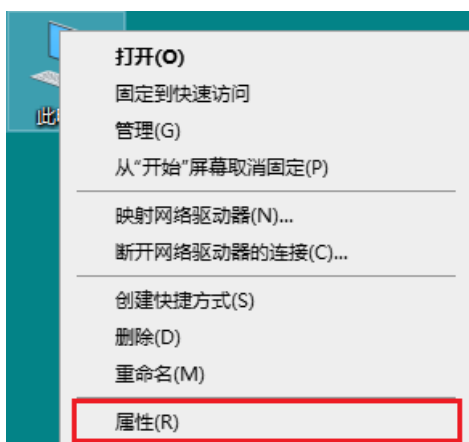 此
打开(O)
固定到快速访问
管理(G)
从“开始”屏幕取消固定(P)
映射网络驱动器(N)...
断开网络驱动器的连接(C)...
创建快捷方式(S)
删除(D)
重命名(M)
属性(R)